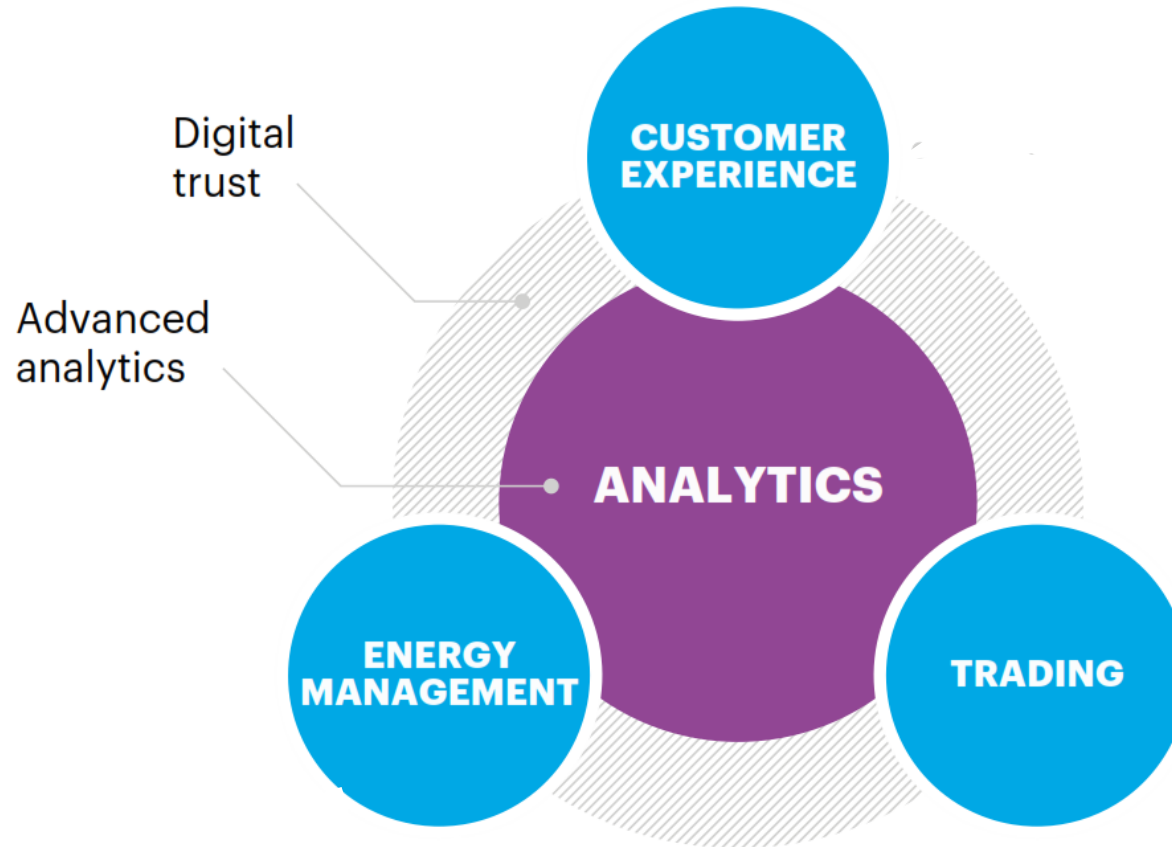 CUSTOMER
EXPERIENCE
Digital
trust
Advanced
analytics
ANALYTICS
ENERGY
MANAGEMENT
TRADING